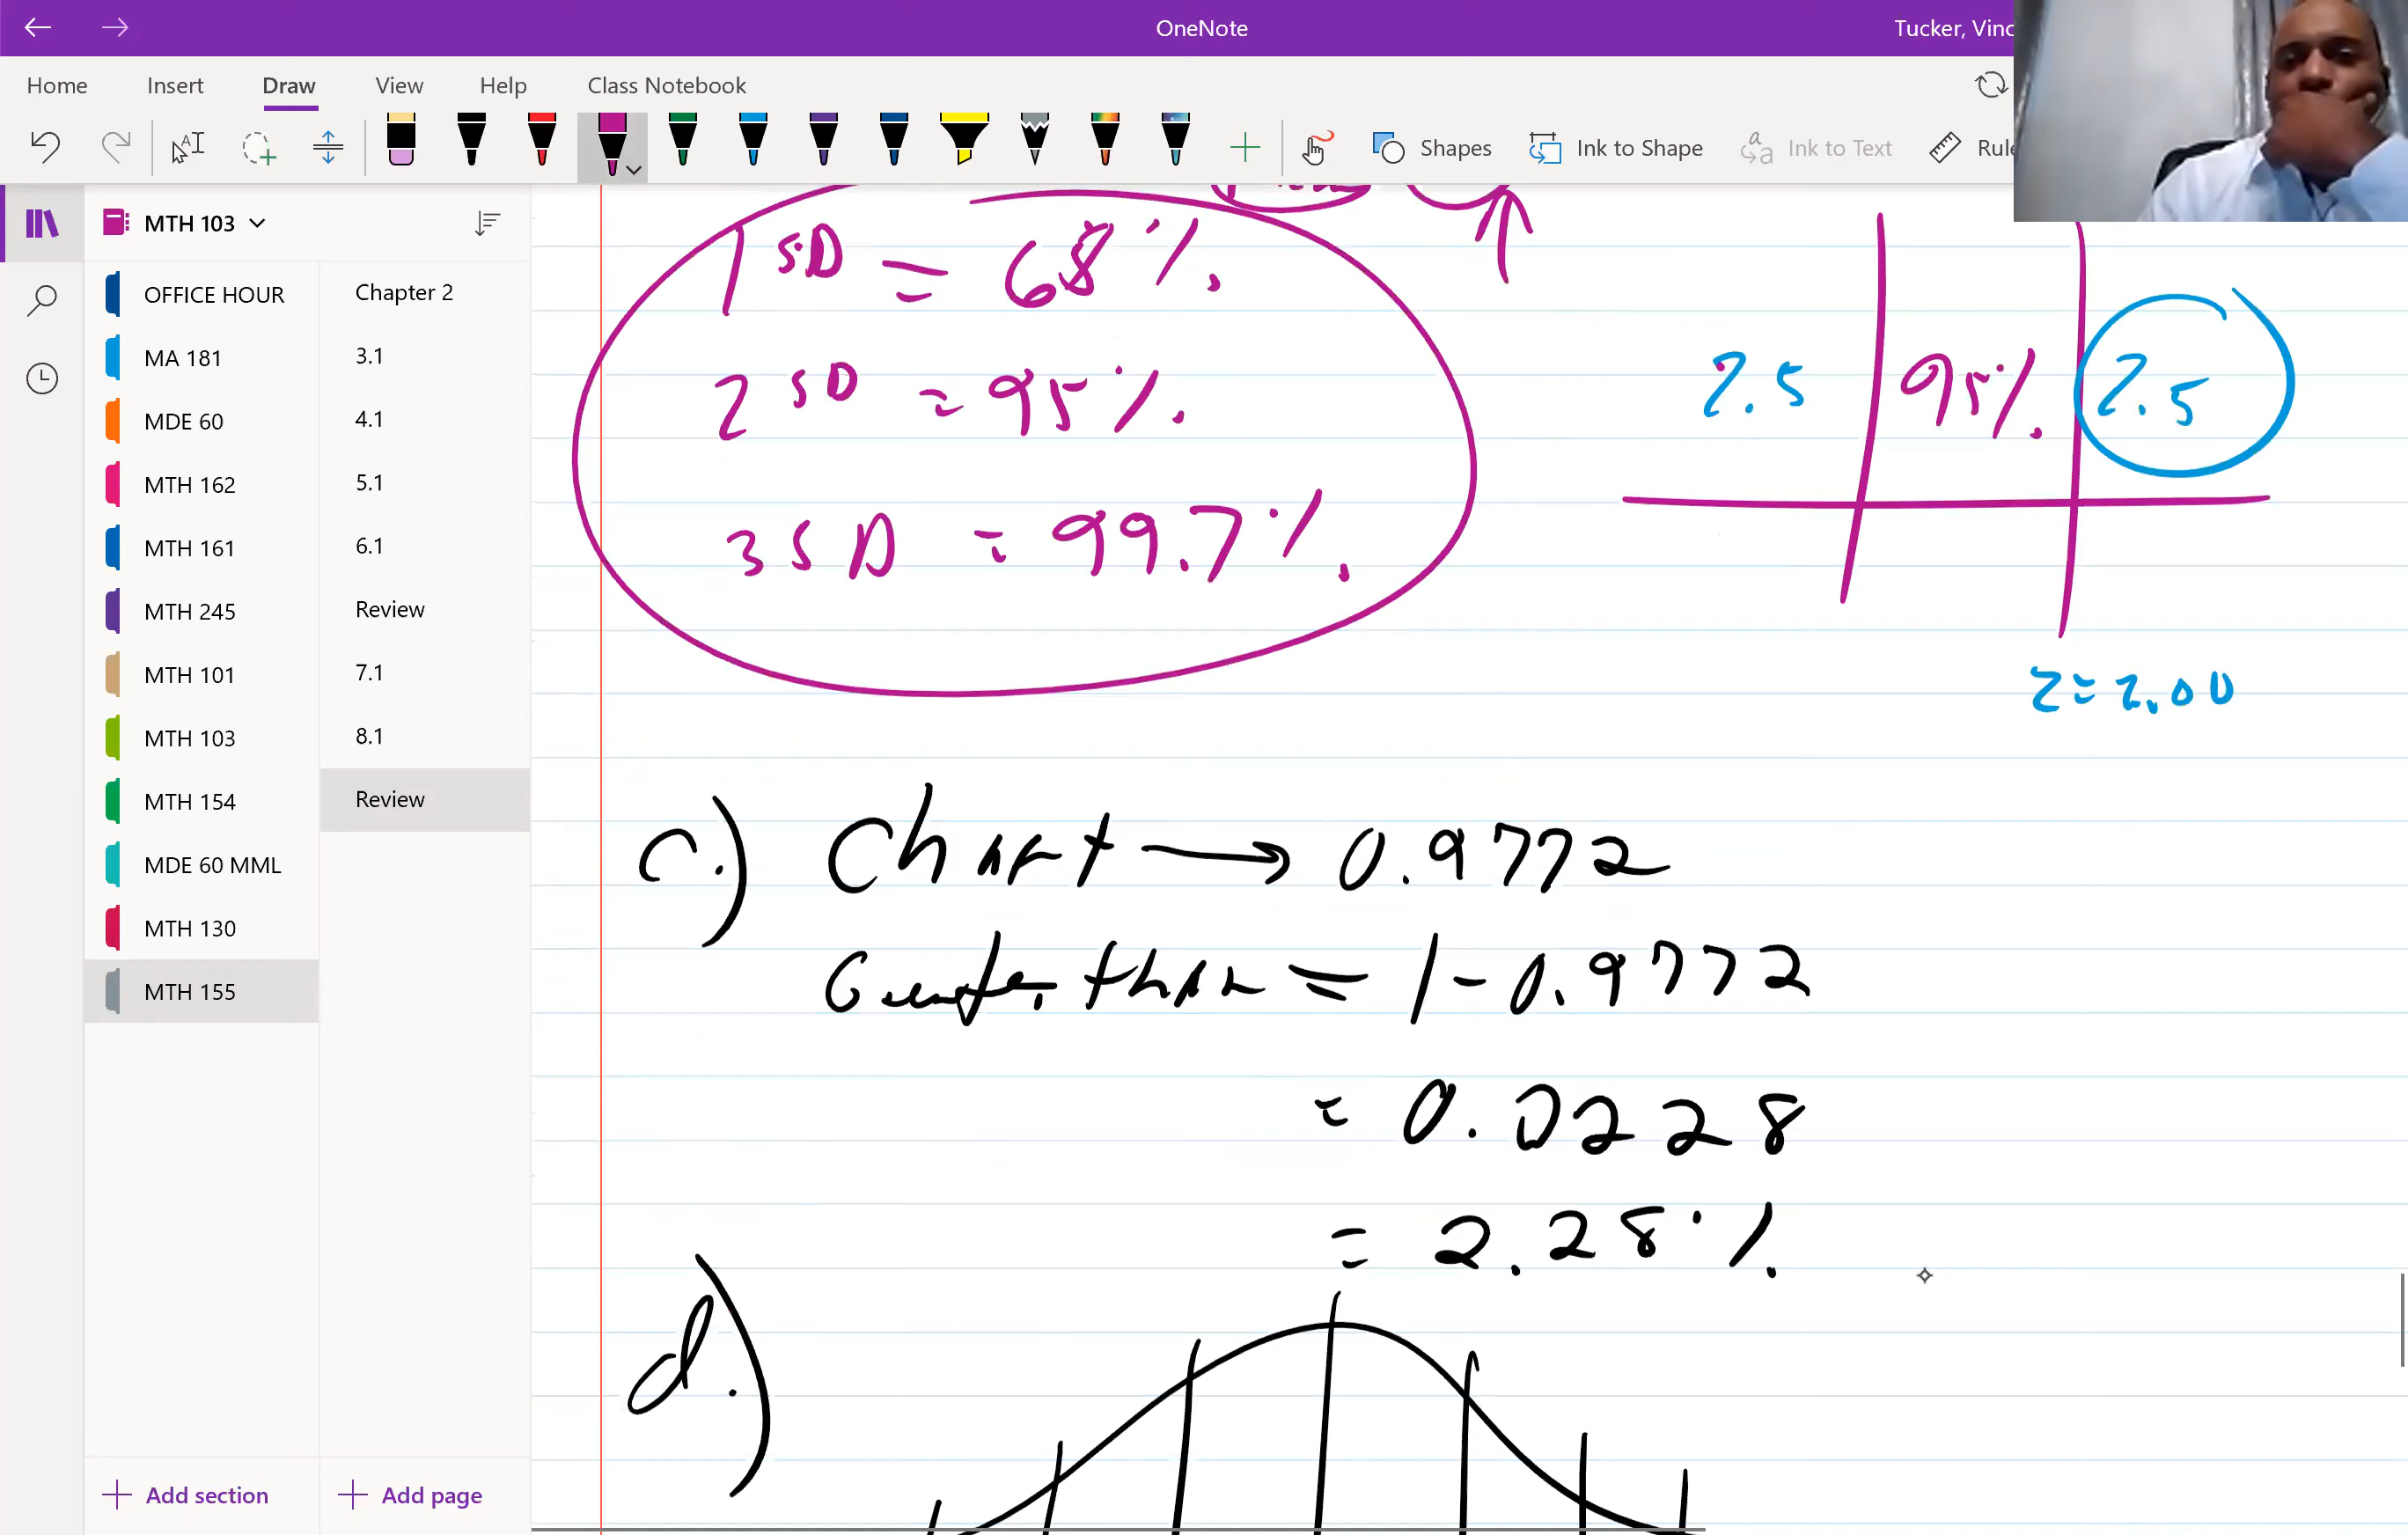 OneNote
Tucker, Vinc
Home Insert Draw View Help Class Notebook
Shapes Ink to Shape Ink to Text Rule
MTH 103
OFFICE HOUR
MA 181
MDE 60
MTH 162
MTH 161
MTH 245
MTH 101
MTH 103
MTH 154
MDE 60 MML
MTH 130
MTH 155
Add section
Chapter 2
3.1
4.1
5.1
6.1
Review
7.1
8.1
Review
Add page
1 SD = 68%.
2 SD = 95%.
3 SD = 99.7%.
2.5 95%. 2.5
z = 2.00
c.) Chart → 0.9772
Greater than = 1 - 0.9772
= 0.0228
= 2.28%.
d.)